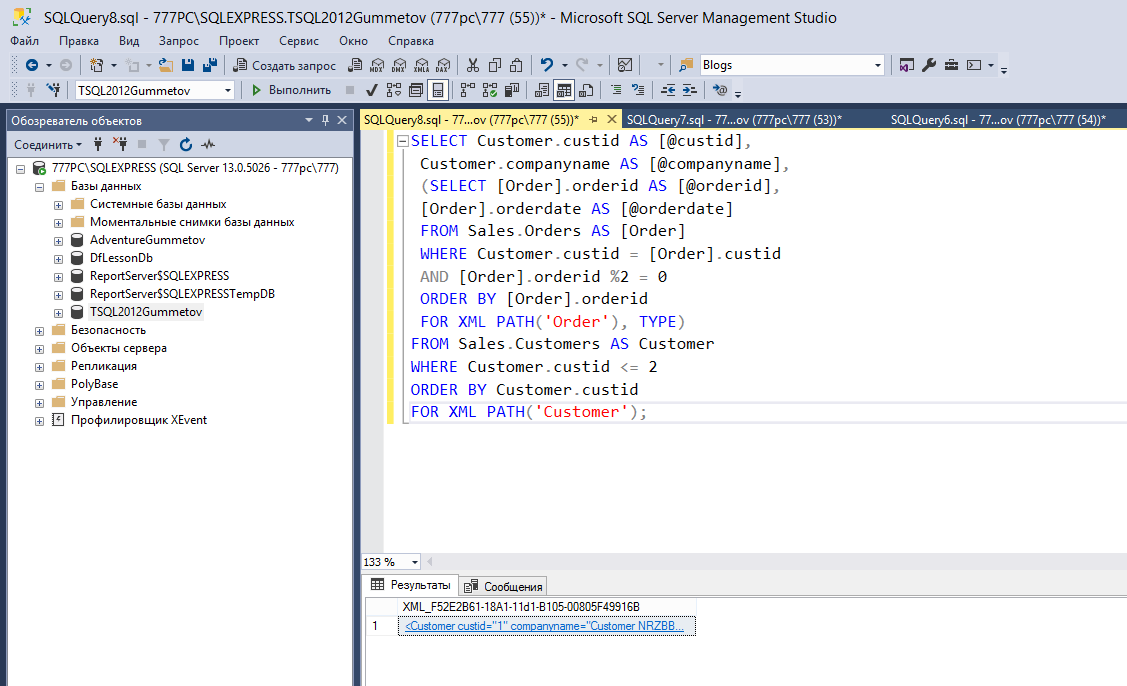 SQLQuery8.sql - 777PC\SQLEXPRESS.TSQL2012Gummetov (777pc\777 (55))* - Microsoft SQL Server Management Studio
Файл Правка Вид Запрос Проект Сервис Окно Справка
Создать запрос MDX DMX XMLA DAX Blogs
TSQL2012Gummetov Выполнить
Обозреватель объектов
Соединить
777PC\SQLEXPRESS (SQL Server 13.0.5026 - 777pc\777)
Базы данных
Системные базы данных
Моментальные снимки базы данных
AdventureGummetov
DfLessonDb
ReportServer$SQLEXPRESS
ReportServer$SQLEXPRESSTempDB
TSQL2012Gummetov
Безопасность
Объекты сервера
Репликация
PolyBase
Управление
Профилировщик XEvent
SQLQuery8.sql - 77...ov (777pc\777 (55))* SQLQuery7.sql - 77...ov (777pc\777 (53))* SQLQuery6.sql - 77...ov (777pc\777 (54))*
SELECT Customer.custid AS [@custid],
Customer.companyname AS [@companyname],
(SELECT [Order].orderid AS [@orderid],
[Order].orderdate AS [@orderdate]
FROM Sales.Orders AS [Order]
WHERE Customer.custid = [Order].custid
AND [Order].orderid %2 = 0
ORDER BY [Order].orderid
FOR XML PATH('Order'), TYPE)
FROM Sales.Customers AS Customer
WHERE Customer.custid <= 2
ORDER BY Customer.custid
FOR XML PATH('Customer');
133 %
Результаты Сообщения
XML_F52E2B61-18A1-11d1-B105-00805F49916B
1 <Customer custid="1" companyname="Customer NRZBB...